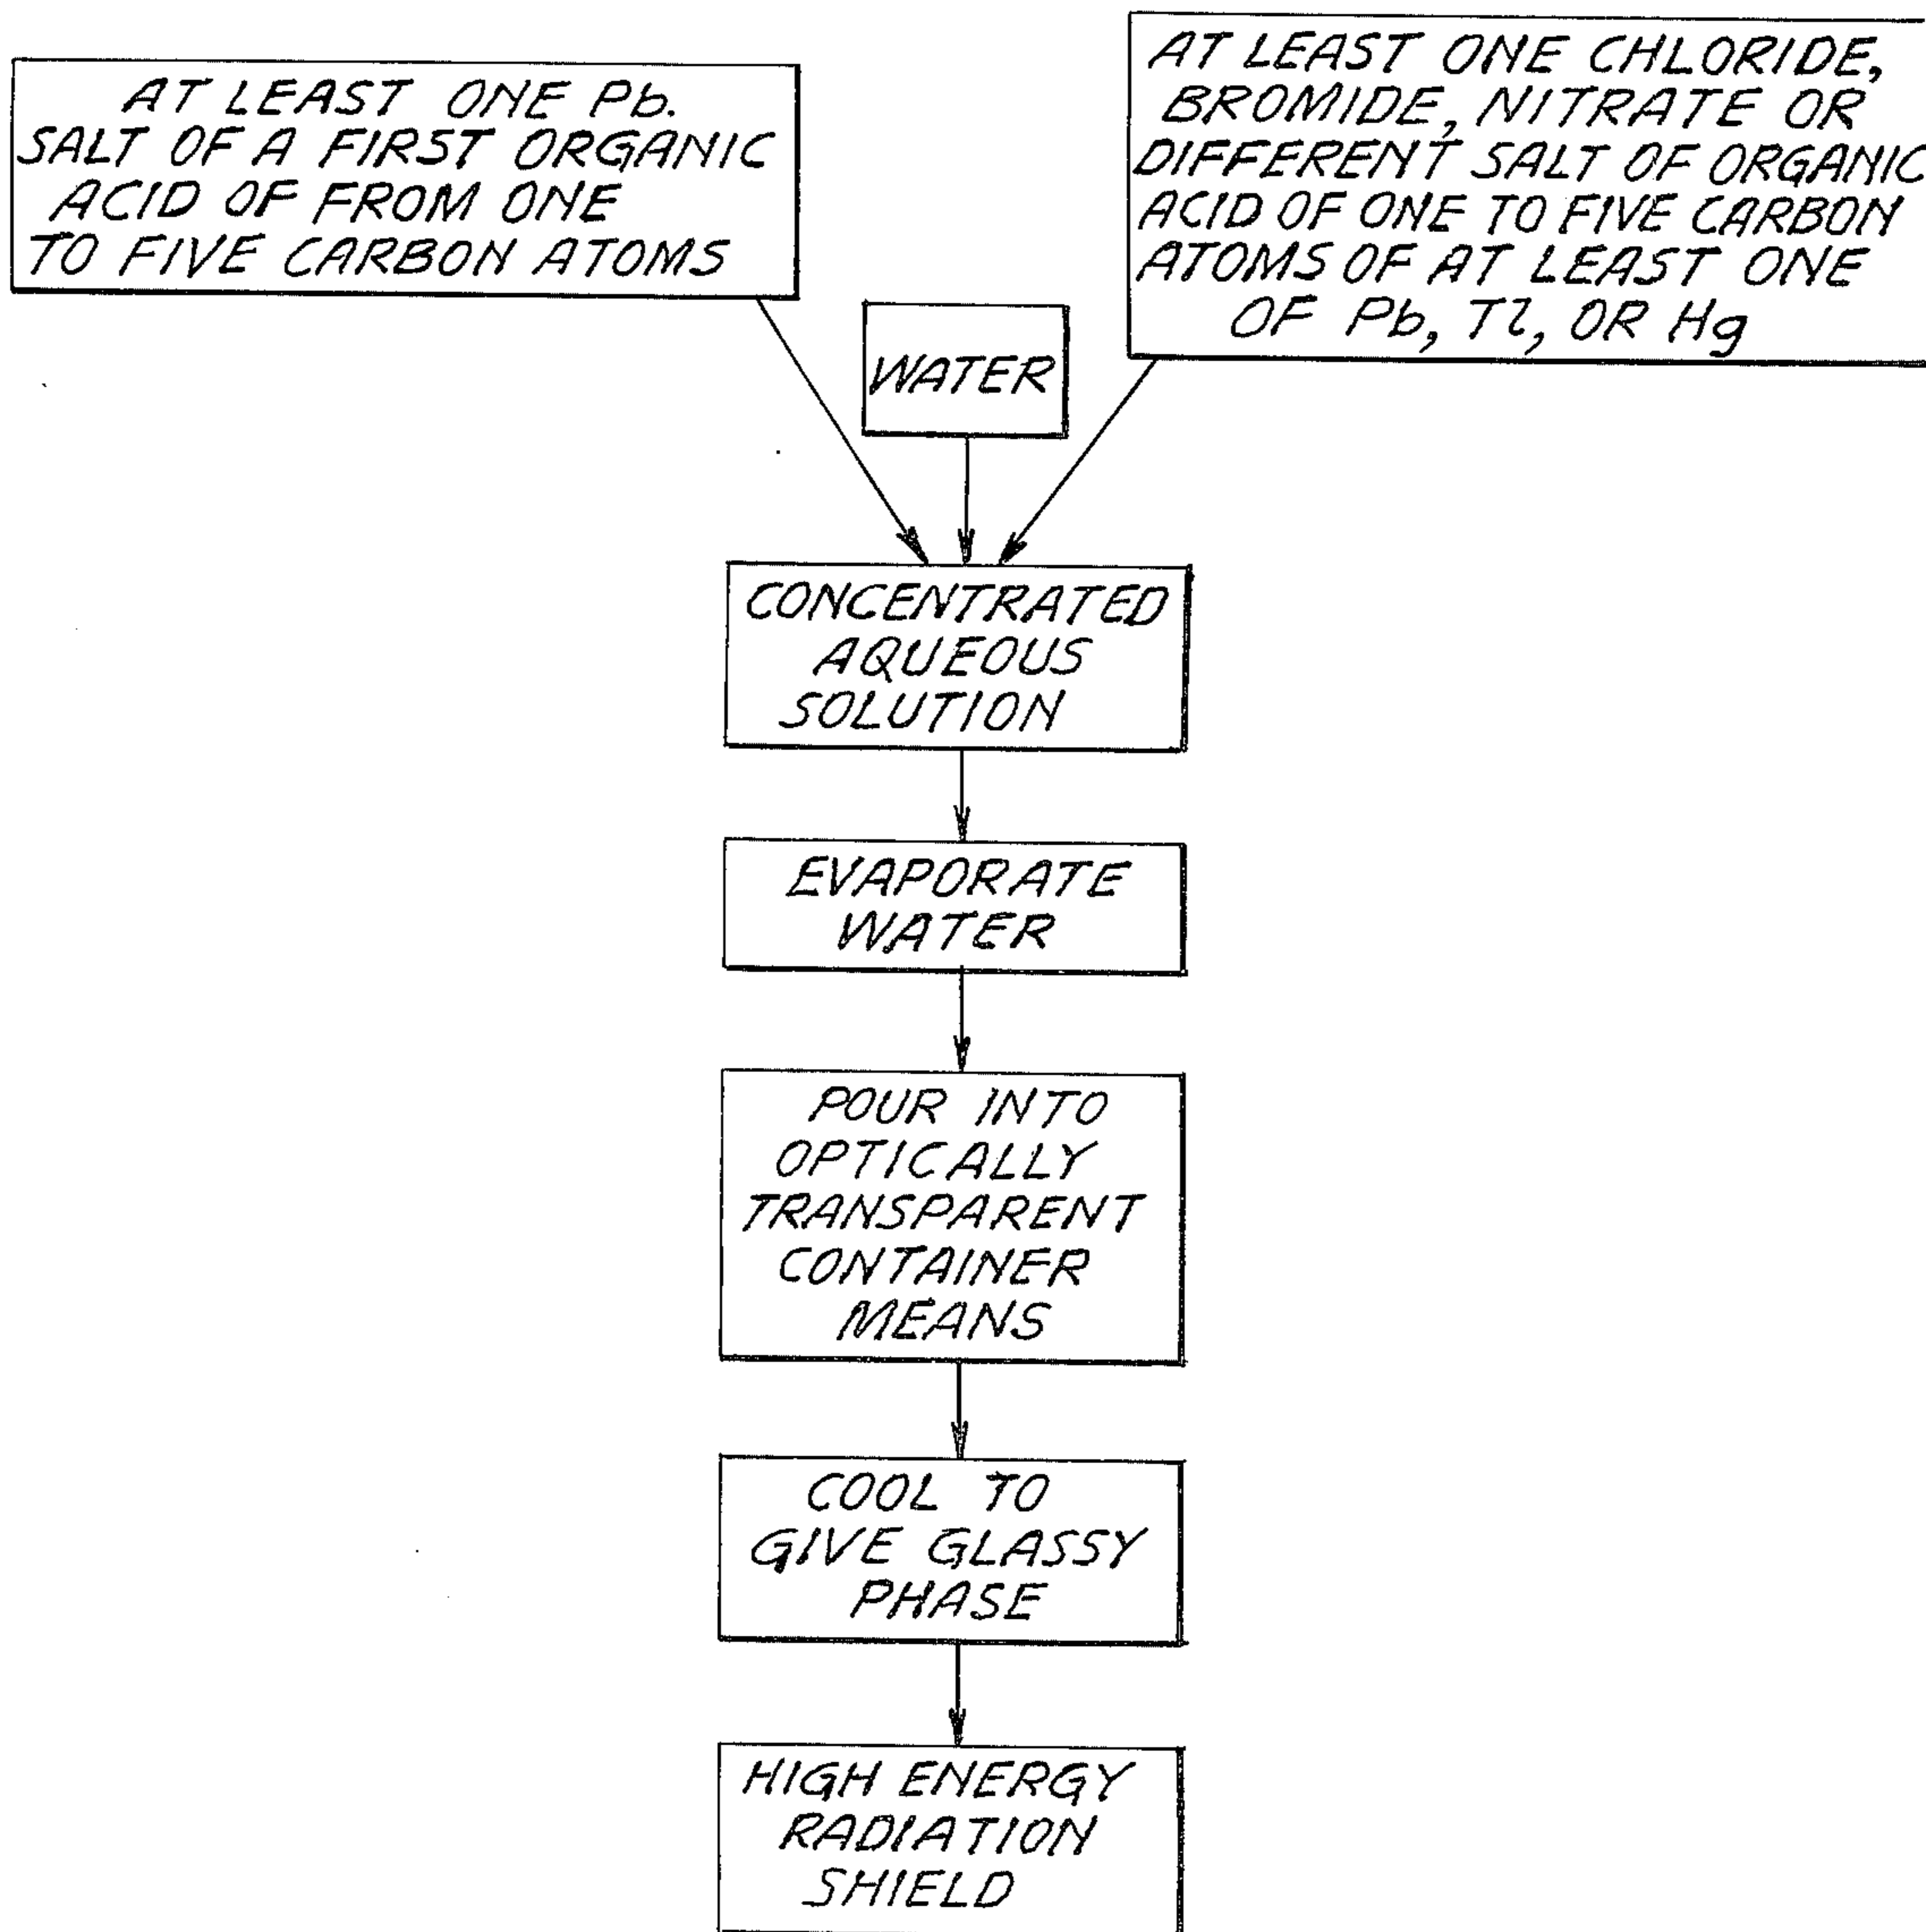 AT LEAST ONE Pb.
SALT OF A FIRST ORGANIC
ACID OF FROM ONE
TO FIVE CARBON ATOMS
WATER
AT LEAST ONE CHLORIDE,
BROMIDE, NITRATE OR
DIFFERENT SALT OF ORGANIC
ACID OF ONE TO FIVE CARBON
ATOMS OF AT LEAST ONE
OF Pb, Tl, OR Hg
CONCENTRATED
AQUEOUS
SOLUTION
EVAPORATE
WATER
POUR INTO
OPTICALLY
TRANSPARENT
CONTAINER
MEANS
COOL TO
GIVE GLASSY
PHASE
HIGH ENERGY
RADIATION
SHIELD